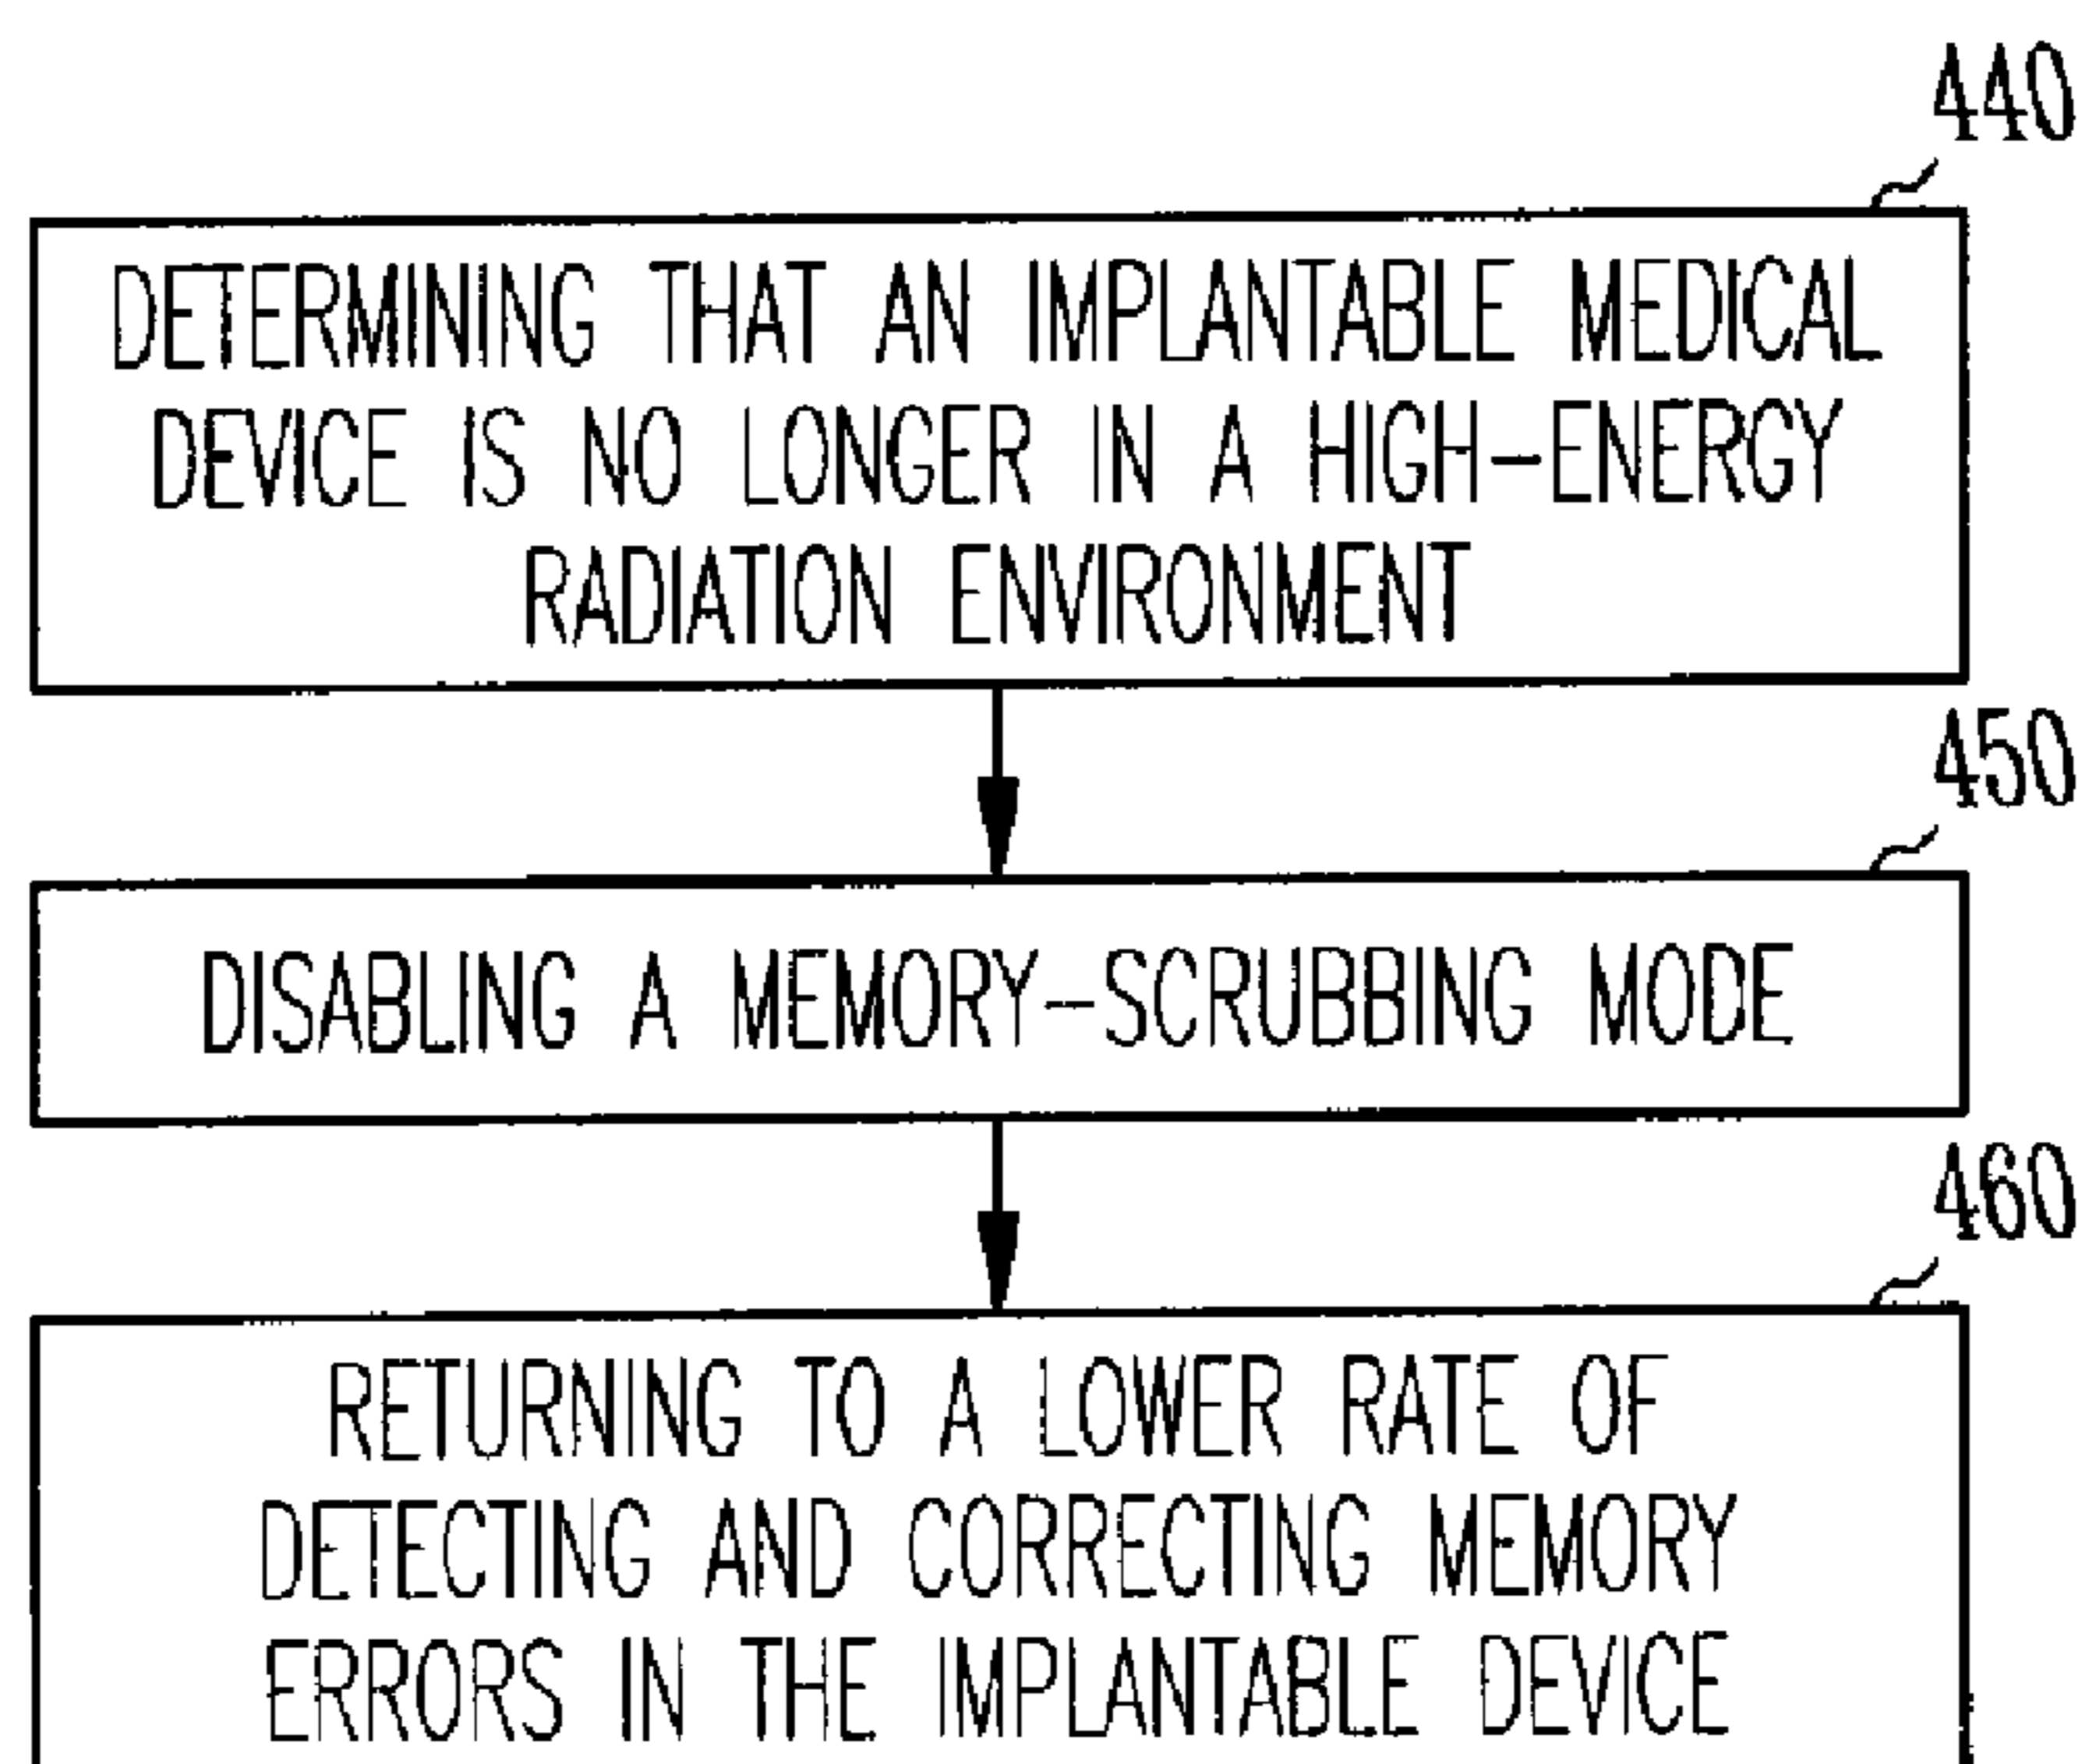 440
DETERMINING THAT AN IMPLANTABLE MEDICAL
DEVICE IS NO LONGER IN A HIGH-ENERGY
RADIATION ENVIRONMENT
450
DISABLING A MEMORY-SCRUBBING MODE
460
RETURNING TO A LOWER RATE OF
DETECTING AND CORRECTING MEMORY
ERRORS IN THE IMPLANTABLE DEVICE